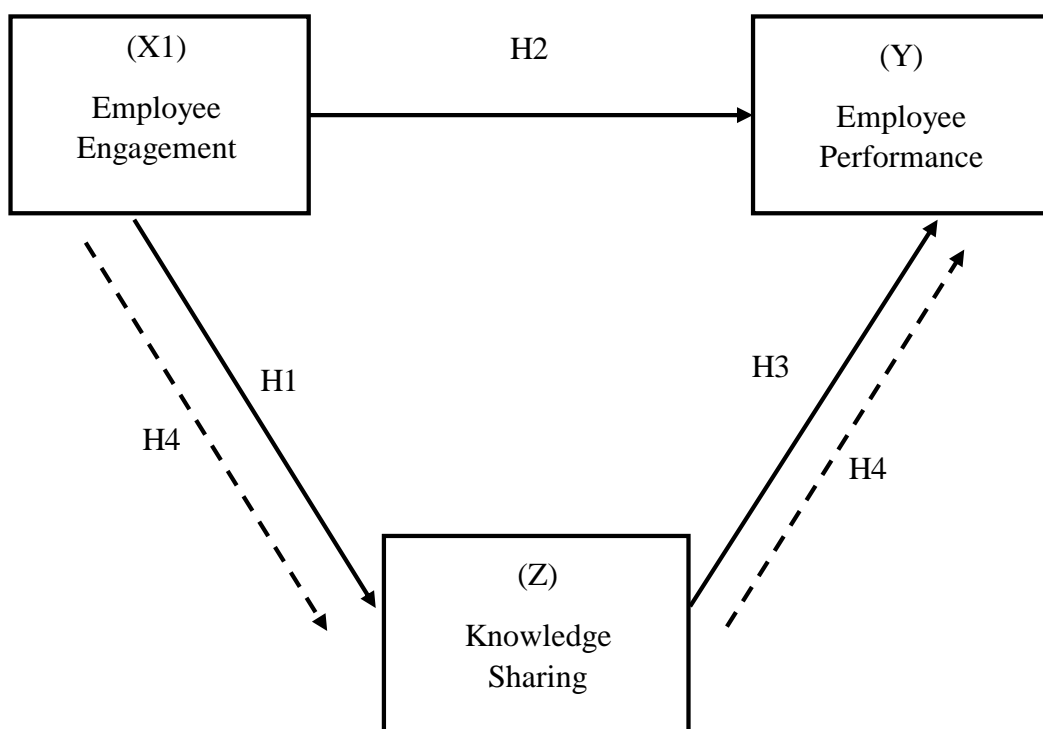 (X1)
Employee
Engagement
H2
(Y)
Employee
Performance
H1
H4
H3
H4
(Z)
Knowledge
Sharing